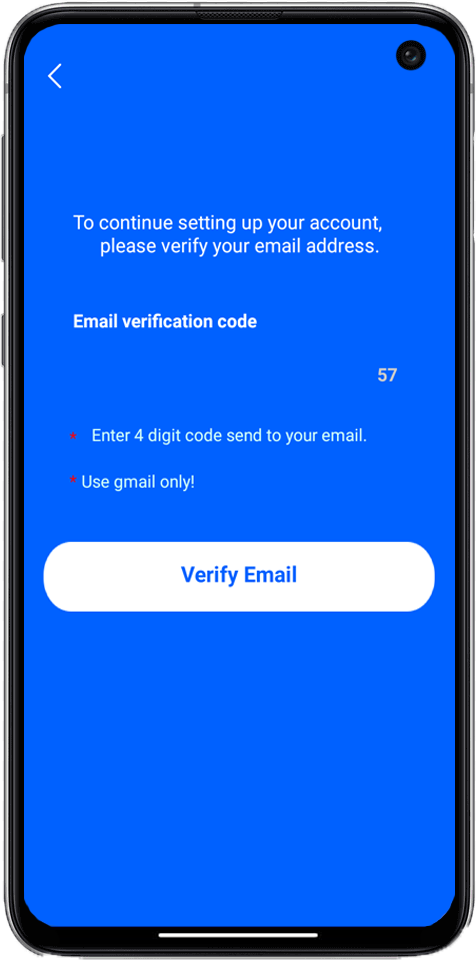 To continue setting up your account,
please verify your email address.
Email verification code
57
* Enter 4 digit code send to your email.
* Use gmail only!
Verify Email